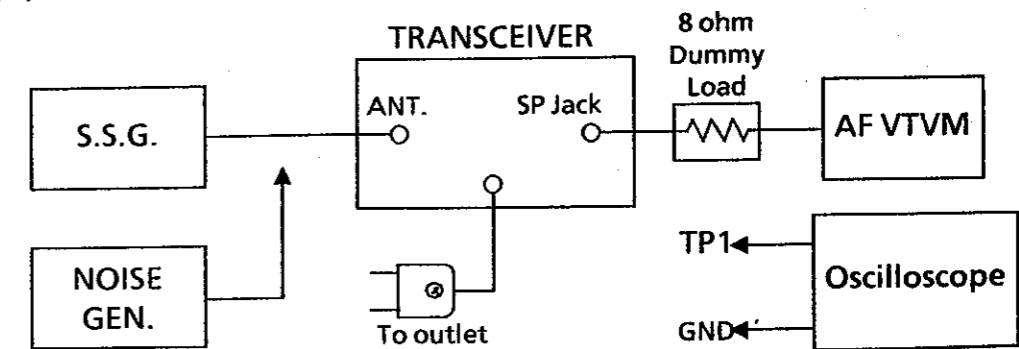 TRANSCEIVER
8 ohm
Dummy
Load
S.S.G.
ANT.
SP Jack
AF VTVM
NOISE
GEN.
To outlet
TP1
GND
Oscilloscope